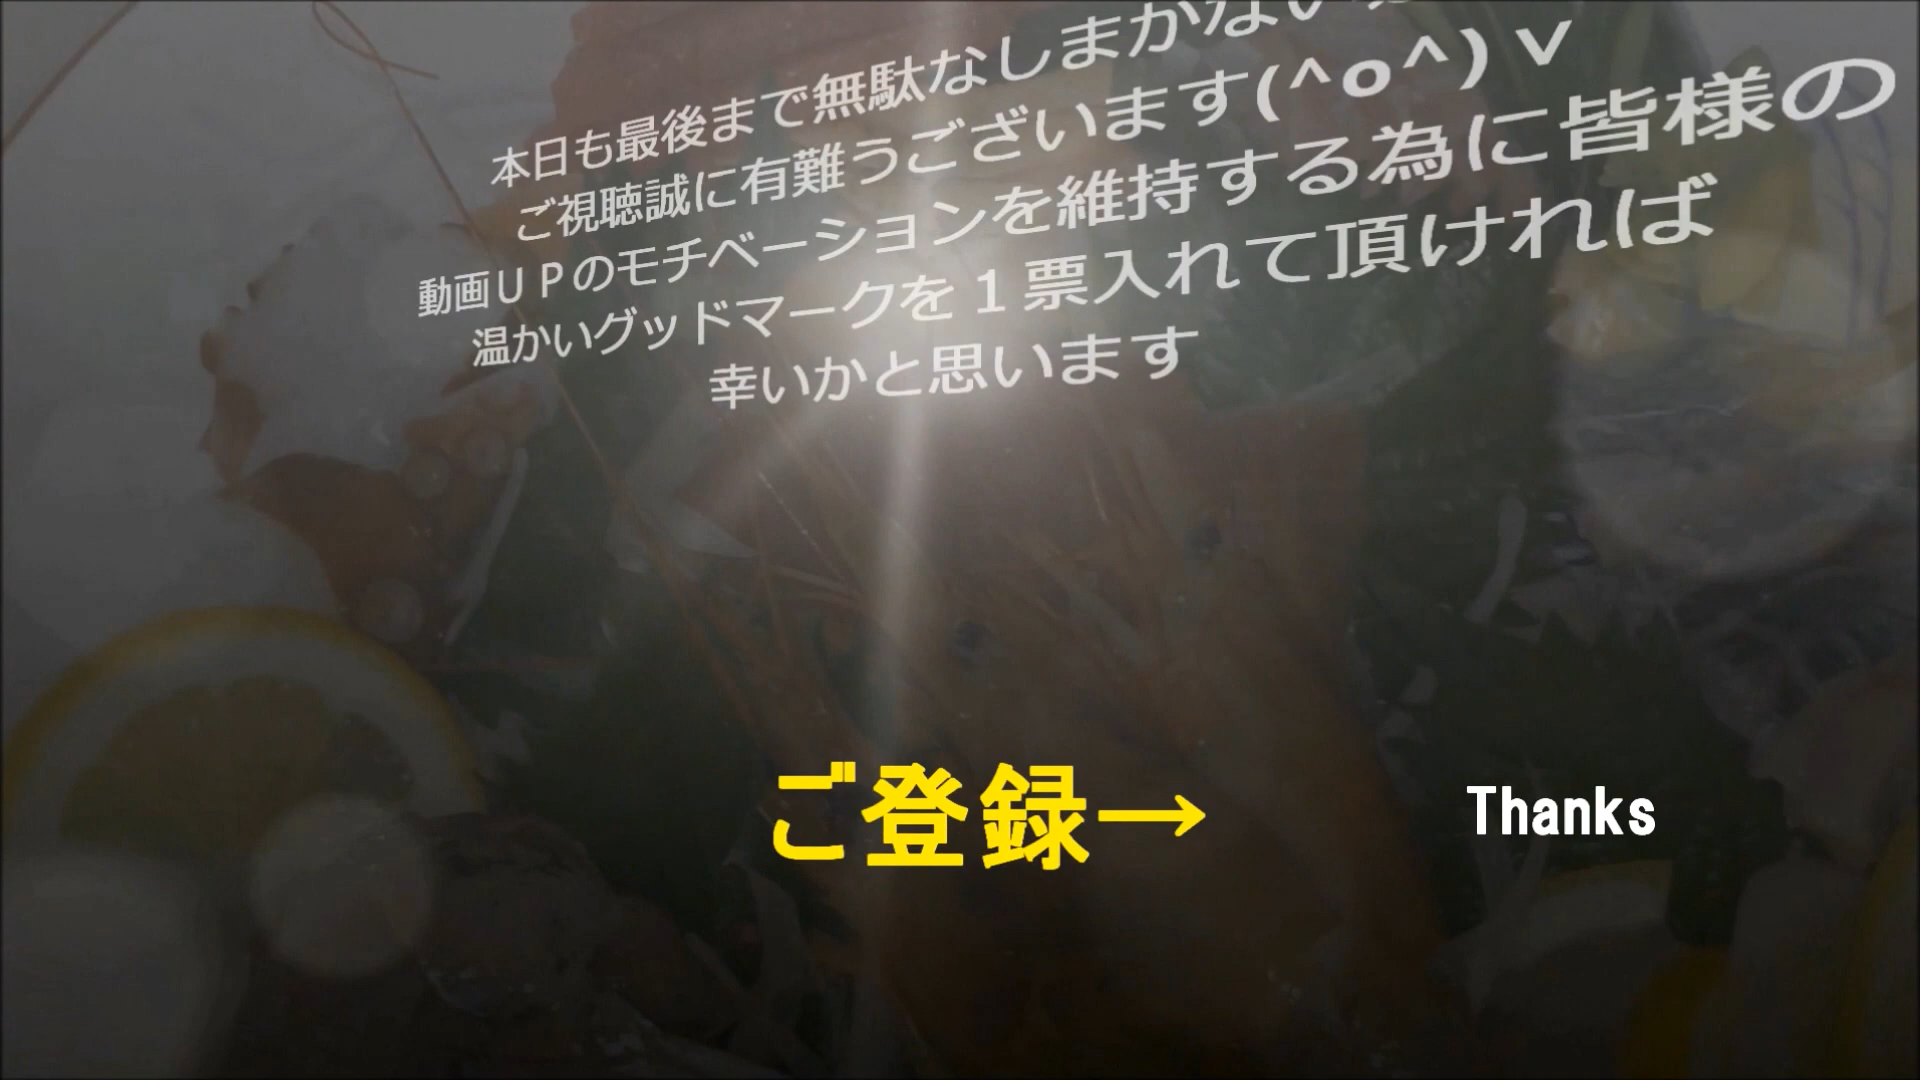 本日も最後まで無駄なしまかない
ご視聴誠に有難うございます(^o^)v
動画UPのモチベーションを維持する為に皆様の
温かいグッドマークを1票入れて頂ければ
幸いかと思います
ご登録→
Thanks